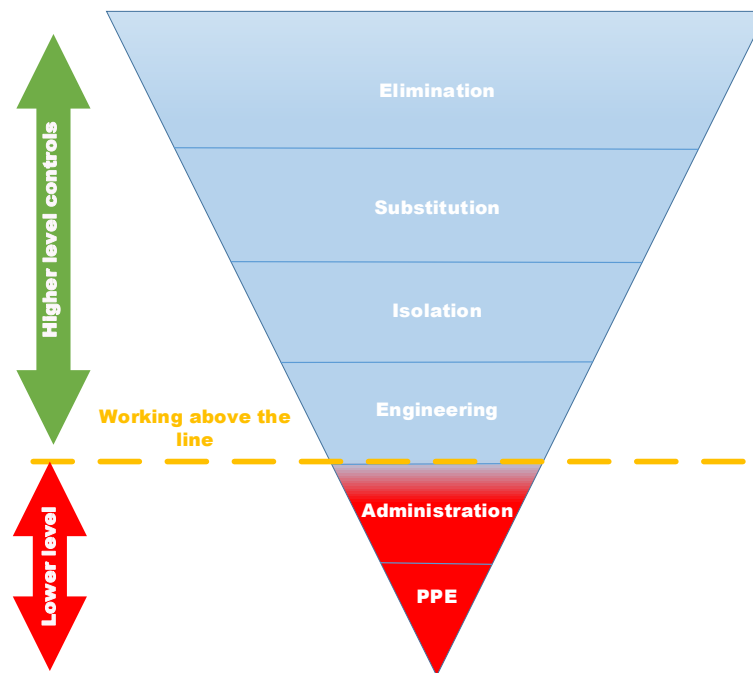 Elimination
Substitution
Isolation
Engineering
Administration
PPE
Higher level controls
Working above the
line
Lower level